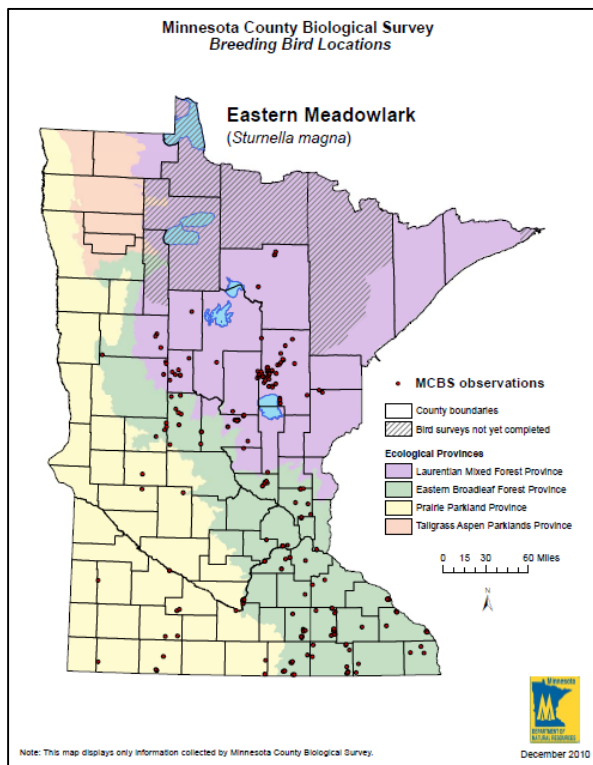 Minnesota County Biological Survey
Breeding Bird Locations
Eastern Meadowlark
(Sturnella magna)
MCBS observations
County boundaries
Bird surveys not yet completed
Ecological Provinces
Laurentian Mixed Forest Province
Eastern Broadleaf Forest Province
Prairie Parkland Province
Tallgrass Aspen Parklands Province
0 15 30 60 Miles
N
Minnesota
DEPARTMENT OF
NATURAL RESOURCES
Note: This map displays only information collected by Minnesota County Biological Survey.
December 2010